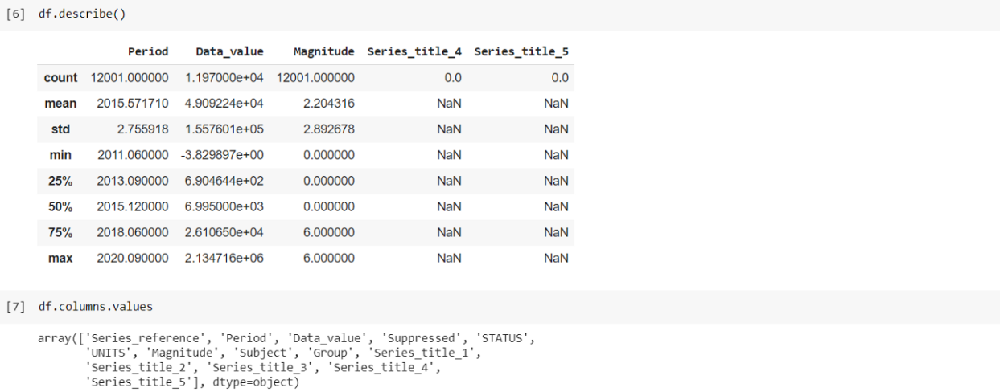 [6] df.describe()
Period Data_value Magnitude Series_title_4 Series_title_5
count 12001.000000 1.197000e+04 12001.000000 0.0 0.0
mean 2015.571710 4.909224e+04 2.204316 NaN NaN
std 2.755918 1.557601e+05 2.892678 NaN NaN
min 2011.060000 -3.829897e+00 0.000000 NaN NaN
25% 2013.090000 6.904644e+02 0.000000 NaN NaN
50% 2015.120000 6.995000e+03 0.000000 NaN NaN
75% 2018.060000 2.610650e+04 6.000000 NaN NaN
max 2020.090000 2.134716e+06 6.000000 NaN NaN
[7] df.columns.values
array(['Series_reference', 'Period', 'Data_value', 'Suppressed', 'STATUS',
'UNITS', 'Magnitude', 'Subject', 'Group', 'Series_title_1',
'Series_title_2', 'Series_title_3', 'Series_title_4',
'Series_title_5'], dtype=object)